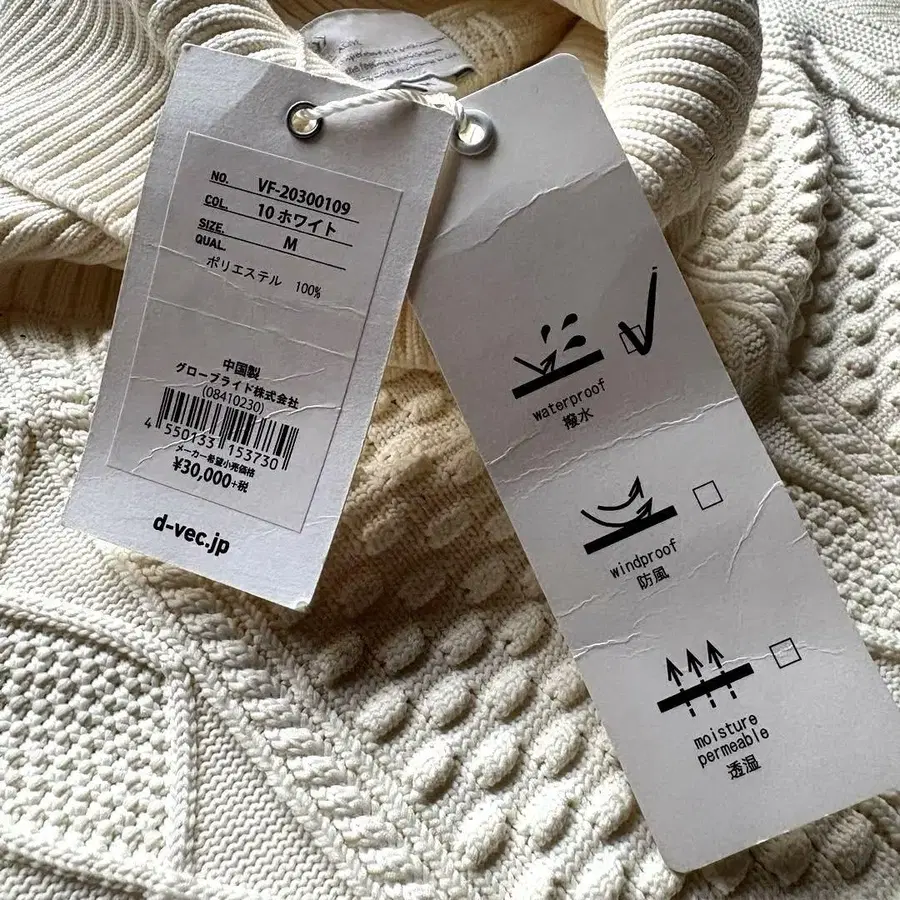 NO. VF-20300109
COL. 10 ホワイト
SIZE. M
QUAL.
ポリエステル 100%
中国製
グローブライド株式会社
(08410230)
4 550133 153730
メーカー希望小売価格
¥30,000+税
d-vec.jp
waterproof
撥水
windproof
防風
moisture
permeable
透湿